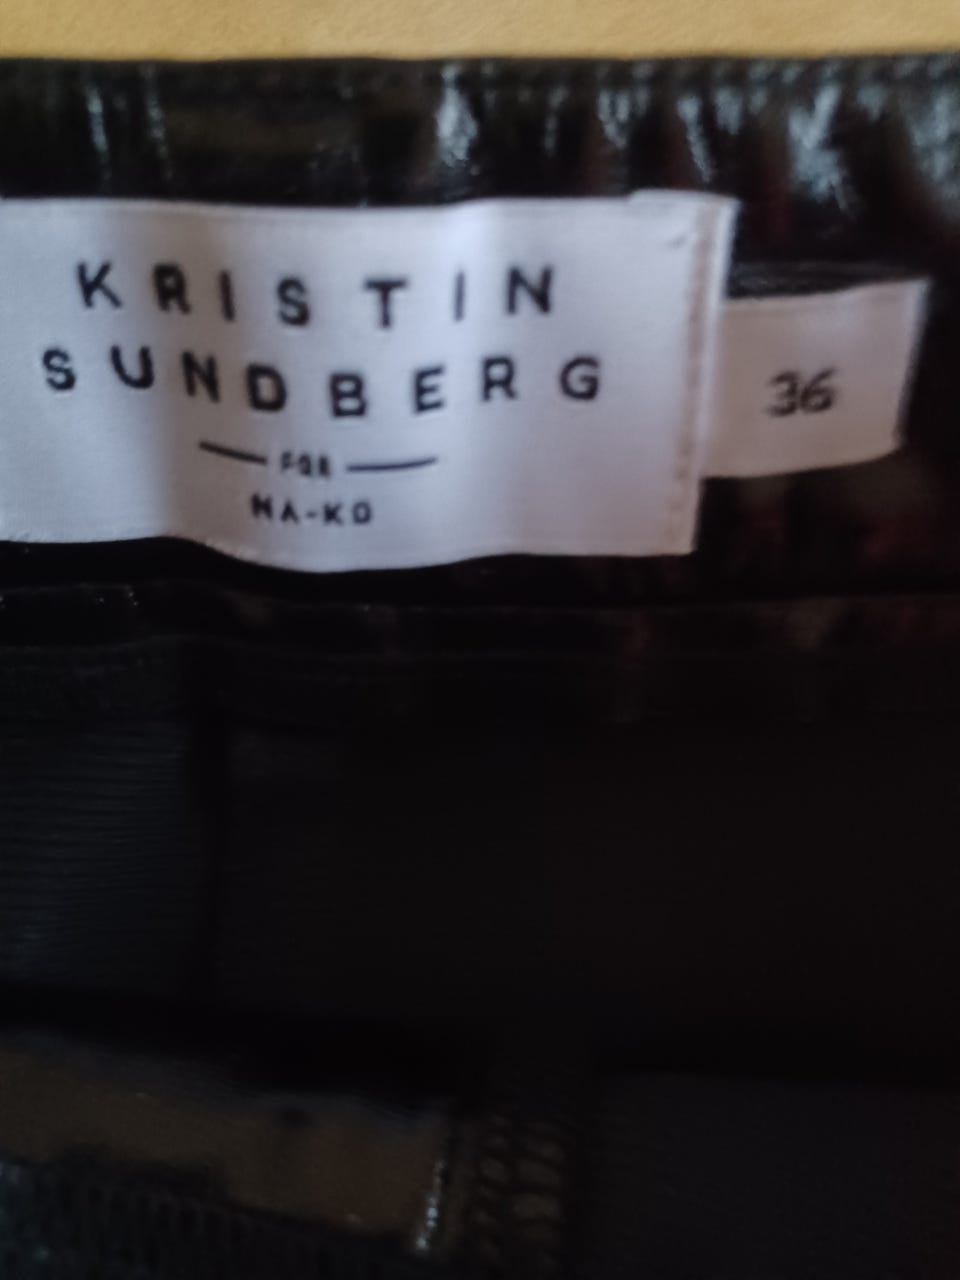 KRISTIN
SUNDBERG
FOR
NA-KD
36